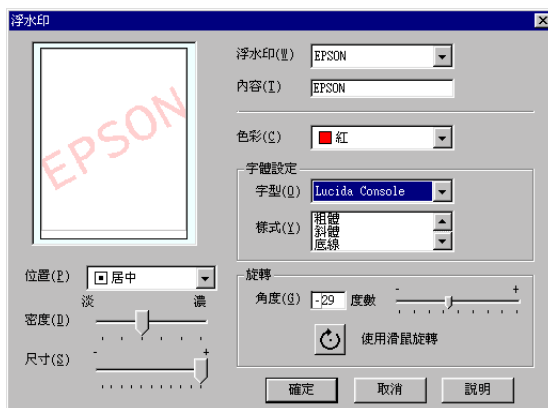 浮水印
EPSON
浮水印(W) EPSON
內容(I) EPSON
色彩(C) 紅
字體設定
字型(O) Lucida Console
樣式(Y) 粗體
斜體
底線
位置(P) 居中
淡 濃
密度(D)
尺寸(S) - +
旋轉
角度(G) -29 度數 - +
使用滑鼠旋轉
確定 取消 說明